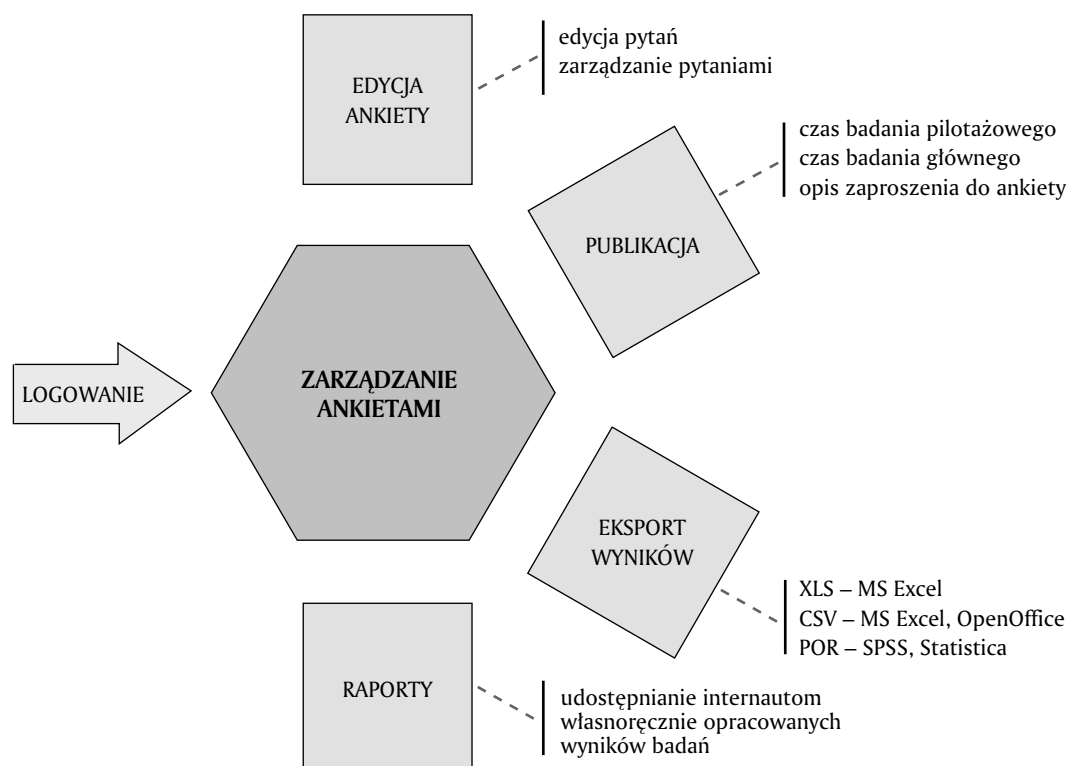 EDYCJA
ANKIETY
edycja pytań
zarządzanie pytaniami
PUBLIKACJA
czas badania pilotażowego
czas badania głównego
opis zaproszenia do ankiety
LOGOWANIE
ZARZĄDZANIE
ANKIETAMI
EKSPORT
WYNIKÓW
XLS – MS Excel
CSV – MS Excel, OpenOffice
POR – SPSS, Statistica
RAPORTY
udostępnianie internautom
własnoręcznie opracowanych
wyników badań